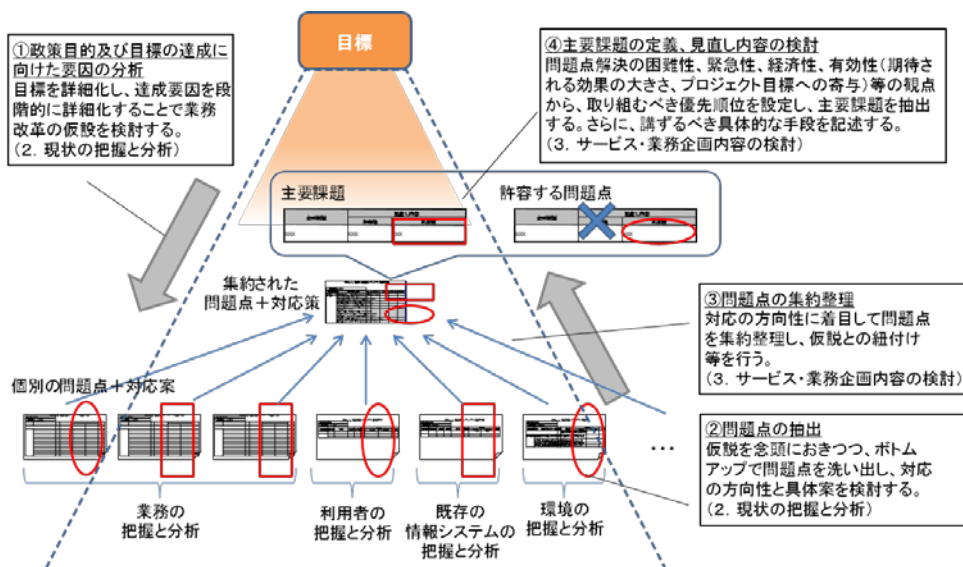 目標
①政策目的及び目標の達成に
向けた要因の分析
目標を詳細化し、達成要因を段
階的に詳細化することで業務
改革の仮設を検討する。
(2．現状の把握と分析)
④主要課題の定義、見直し内容の検討
問題点解決の困難性、緊急性、経済性、有効性(期待さ
れる効果の大きさ、プロジェクト目標への寄与)等の観点
から、取り組むべき優先順位を設定し、主要課題を抽出
する。さらに、講ずるべき具体的な手段を記述する。
(3．サービス・業務企画内容の検討)
主要課題
許容する問題点
集約された
問題点＋対応策
③問題点の集約整理
対応の方向性に着目して問題点
を集約整理し、仮説との紐付け
等を行う。
(3．サービス・業務企画内容の検討)
個別の問題点＋対応案
…
②問題点の抽出
仮説を念頭におきつつ、ボトム
アップで問題点を洗い出し、対応
の方向性と具体案を検討する。
(2．現状の把握と分析)
業務の
把握と分析
利用者の
把握と分析
既存の
情報システムの
把握と分析
環境の
把握と分析